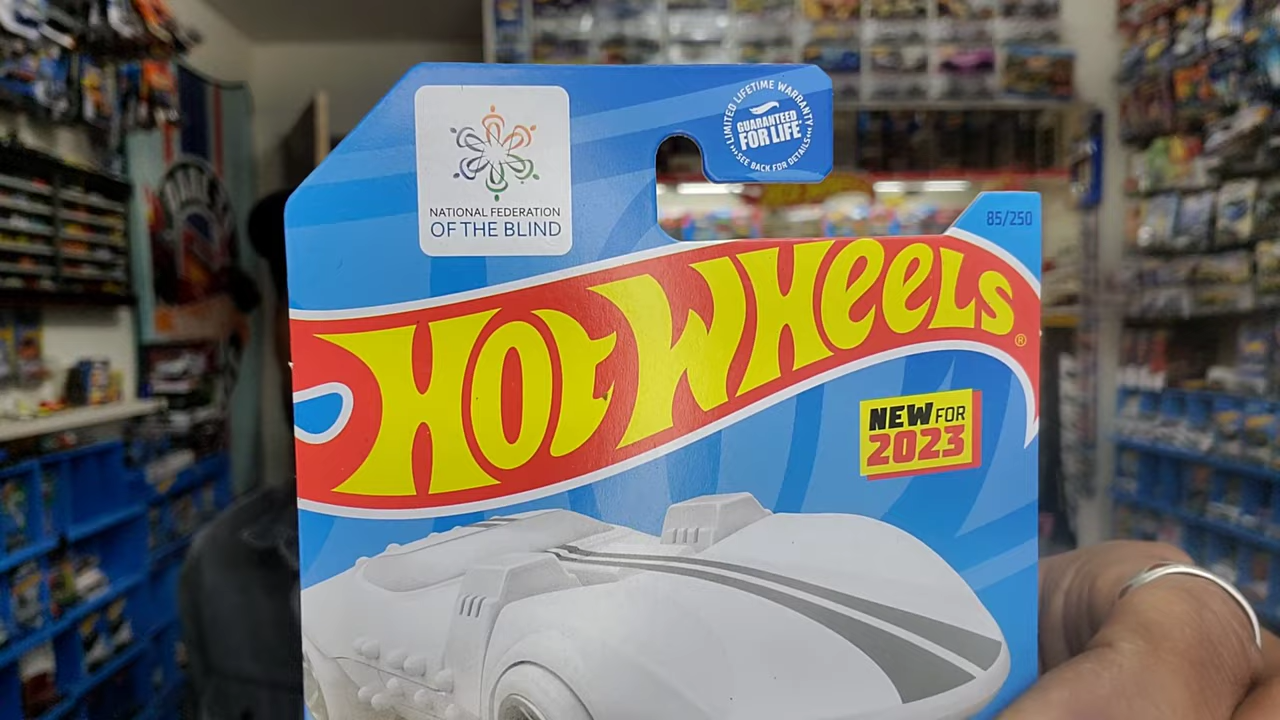 NATIONAL FEDERATION
OF THE BLIND
LIMITED LIFETIME WARRANTY
GUARANTEED
FOR LIFE
SEE BACK FOR DETAILS
85/250
HOT WHEELS®
NEW FOR
2023